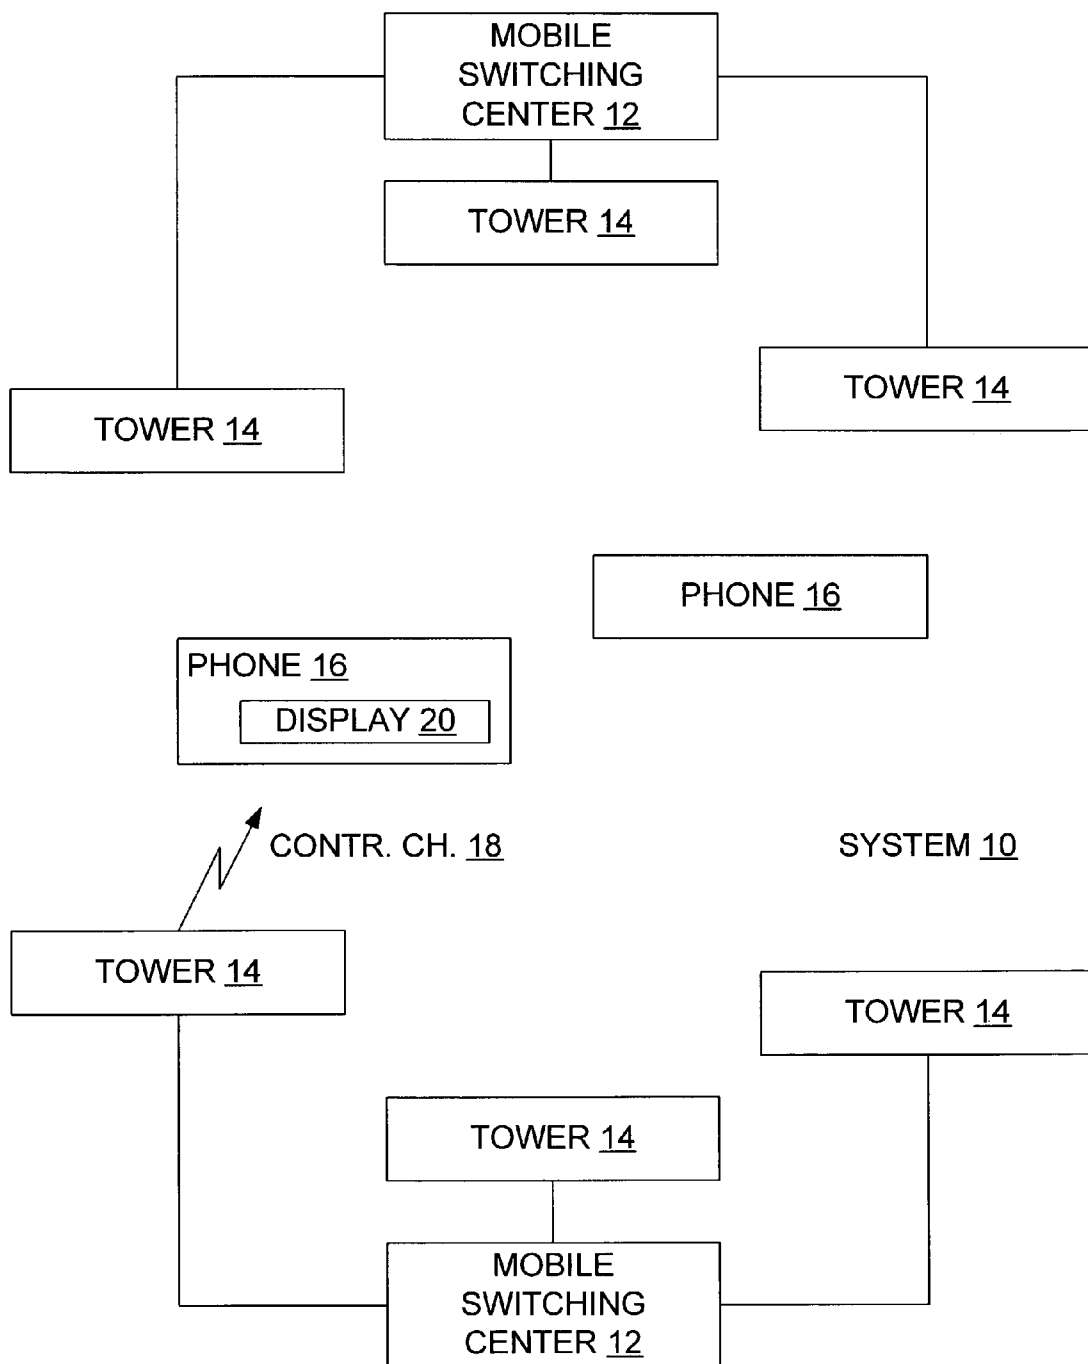 MOBILE
SWITCHING
CENTER 12
TOWER 14
TOWER 14
TOWER 14
PHONE 16
PHONE 16
DISPLAY 20
CONTR. CH. 18
SYSTEM 10
TOWER 14
TOWER 14
TOWER 14
MOBILE
SWITCHING
CENTER 12